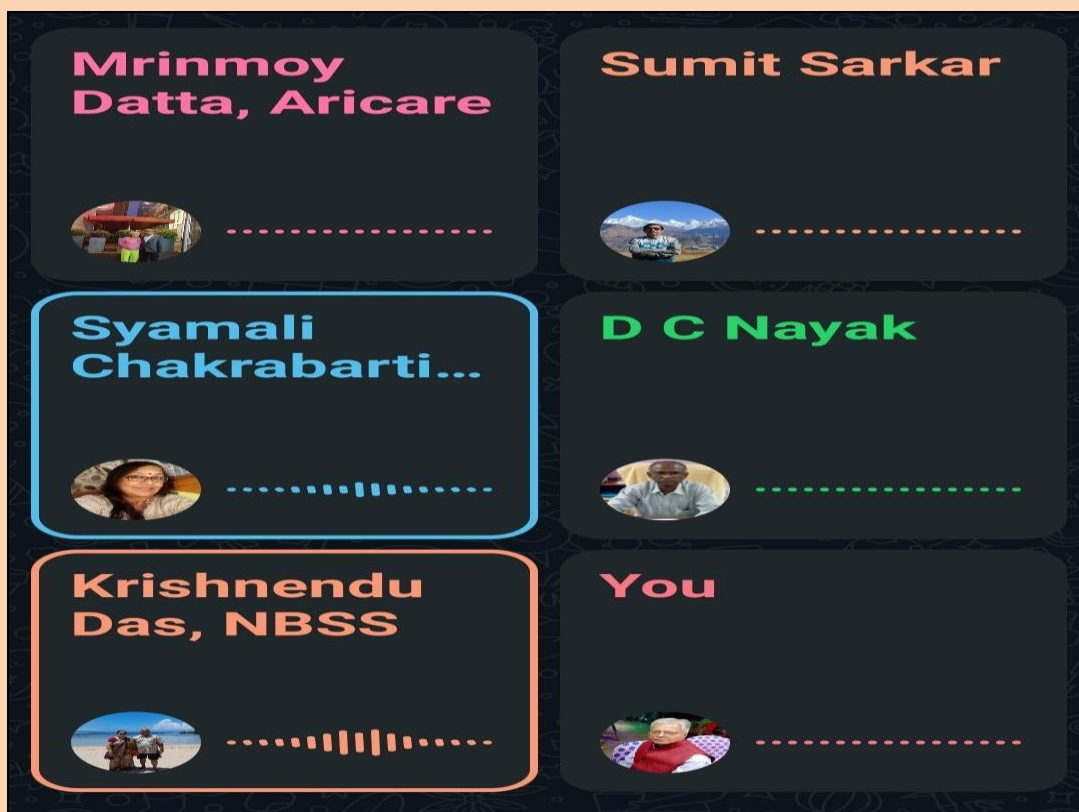 Mrinmoy
Datta, Aricare
Sumit Sarkar
Syamali
Chakrabarti...
D C Nayak
Krishnendu
Das, NBSS
You